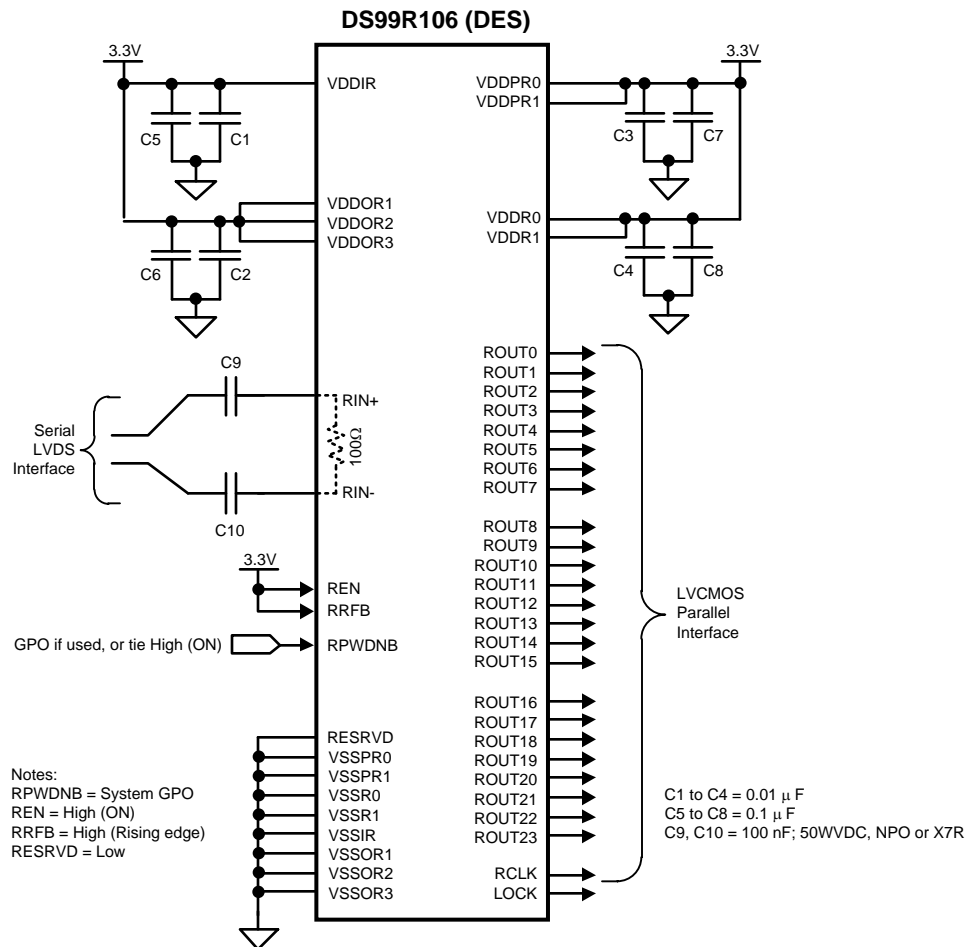 DS99R106 (DES)
3.3V
3.3V
VDDIR
VDDPR0
VDDPR1
C5
C1
C3
C7
VDDOR1
VDDOR2
VDDOR3
VDDR0
VDDR1
C6
C2
C4
C8
C9
RIN+
Serial
LVDS
Interface
100Ω
RIN-
C10
3.3V
REN
RRFB
GPO if used, or tie High (ON)
RPWDNB
RESRVD
VSSPR0
VSSPR1
VSSR0
VSSR1
VSSIR
VSSOR1
VSSOR2
VSSOR3
Notes:
RPWDNB = System GPO
REN = High (ON)
RRFB = High (Rising edge)
RESRVD = Low
ROUT0
ROUT1
ROUT2
ROUT3
ROUT4
ROUT5
ROUT6
ROUT7
ROUT8
ROUT9
ROUT10
ROUT11
ROUT12
ROUT13
ROUT14
ROUT15
ROUT16
ROUT17
ROUT18
ROUT19
ROUT20
ROUT21
ROUT22
ROUT23
RCLK
LOCK
LVCMOS
Parallel
Interface
C1 to C4 = 0.01 μ F
C5 to C8 = 0.1 μ F
C9, C10 = 100 nF; 50WVDC, NPO or X7R